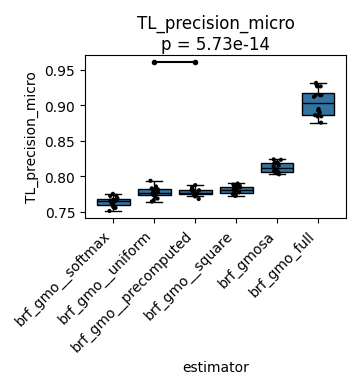 TL_precision_micro
p = 5.73e-14
TL_precision_micro
0.95
0.90
0.85
0.80
0.75
brf_gmo__softmax
brf_gmo__uniform
brf_gmo__precomputed
brf_gmo__square
brf_gmosa
brf_gmo_full
estimator